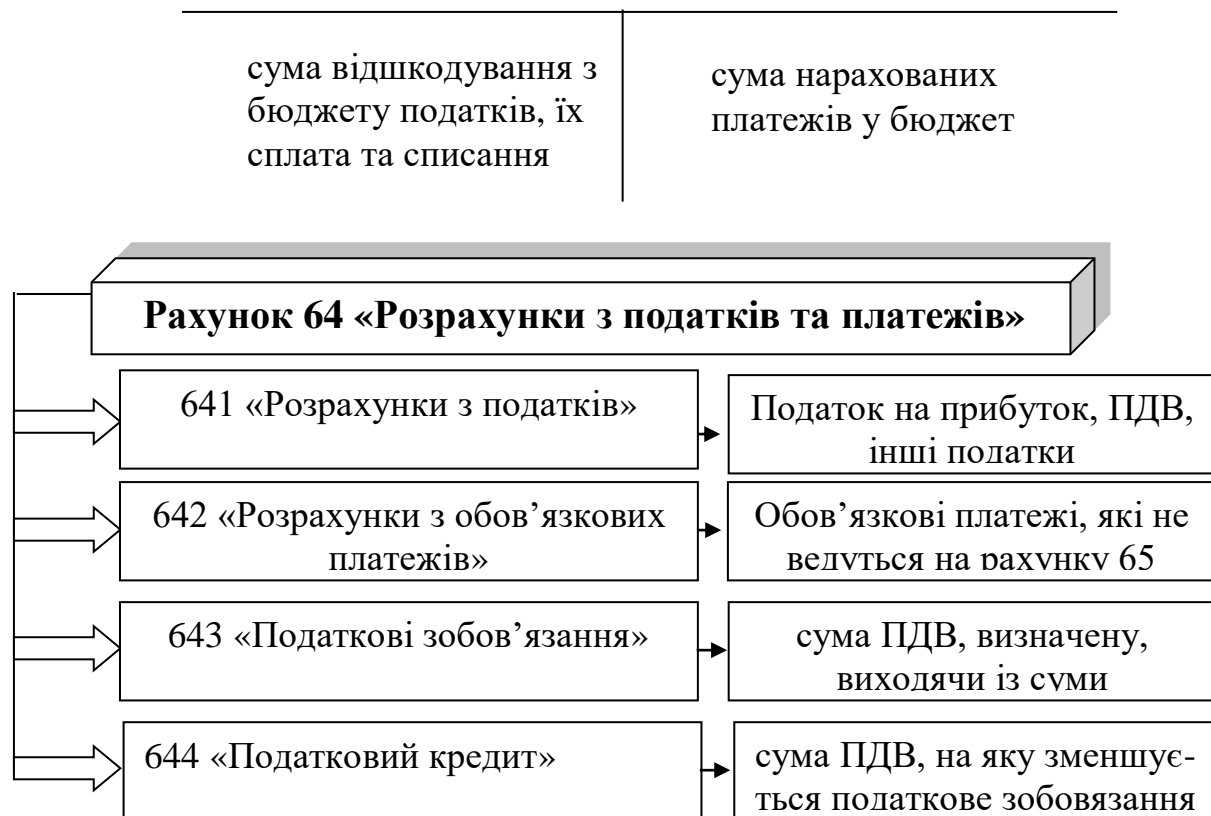 сума відшкодування з
бюджету податків, їх
сплата та списання
сума нарахованих
платежів у бюджет
Рахунок 64 «Розрахунки з податків та платежів»
641 «Розрахунки з податків»
Податок на прибуток, ПДВ,
інші податки
642 «Розрахунки з обов’язкових
платежів»
Обов’язкові платежі, які не
ведуться на рахунку 65
643 «Податкові зобов’язання»
сума ПДВ, визначену,
виходячи із суми
644 «Податковий кредит»
сума ПДВ, на яку зменшує-
ться податкове зобовязання